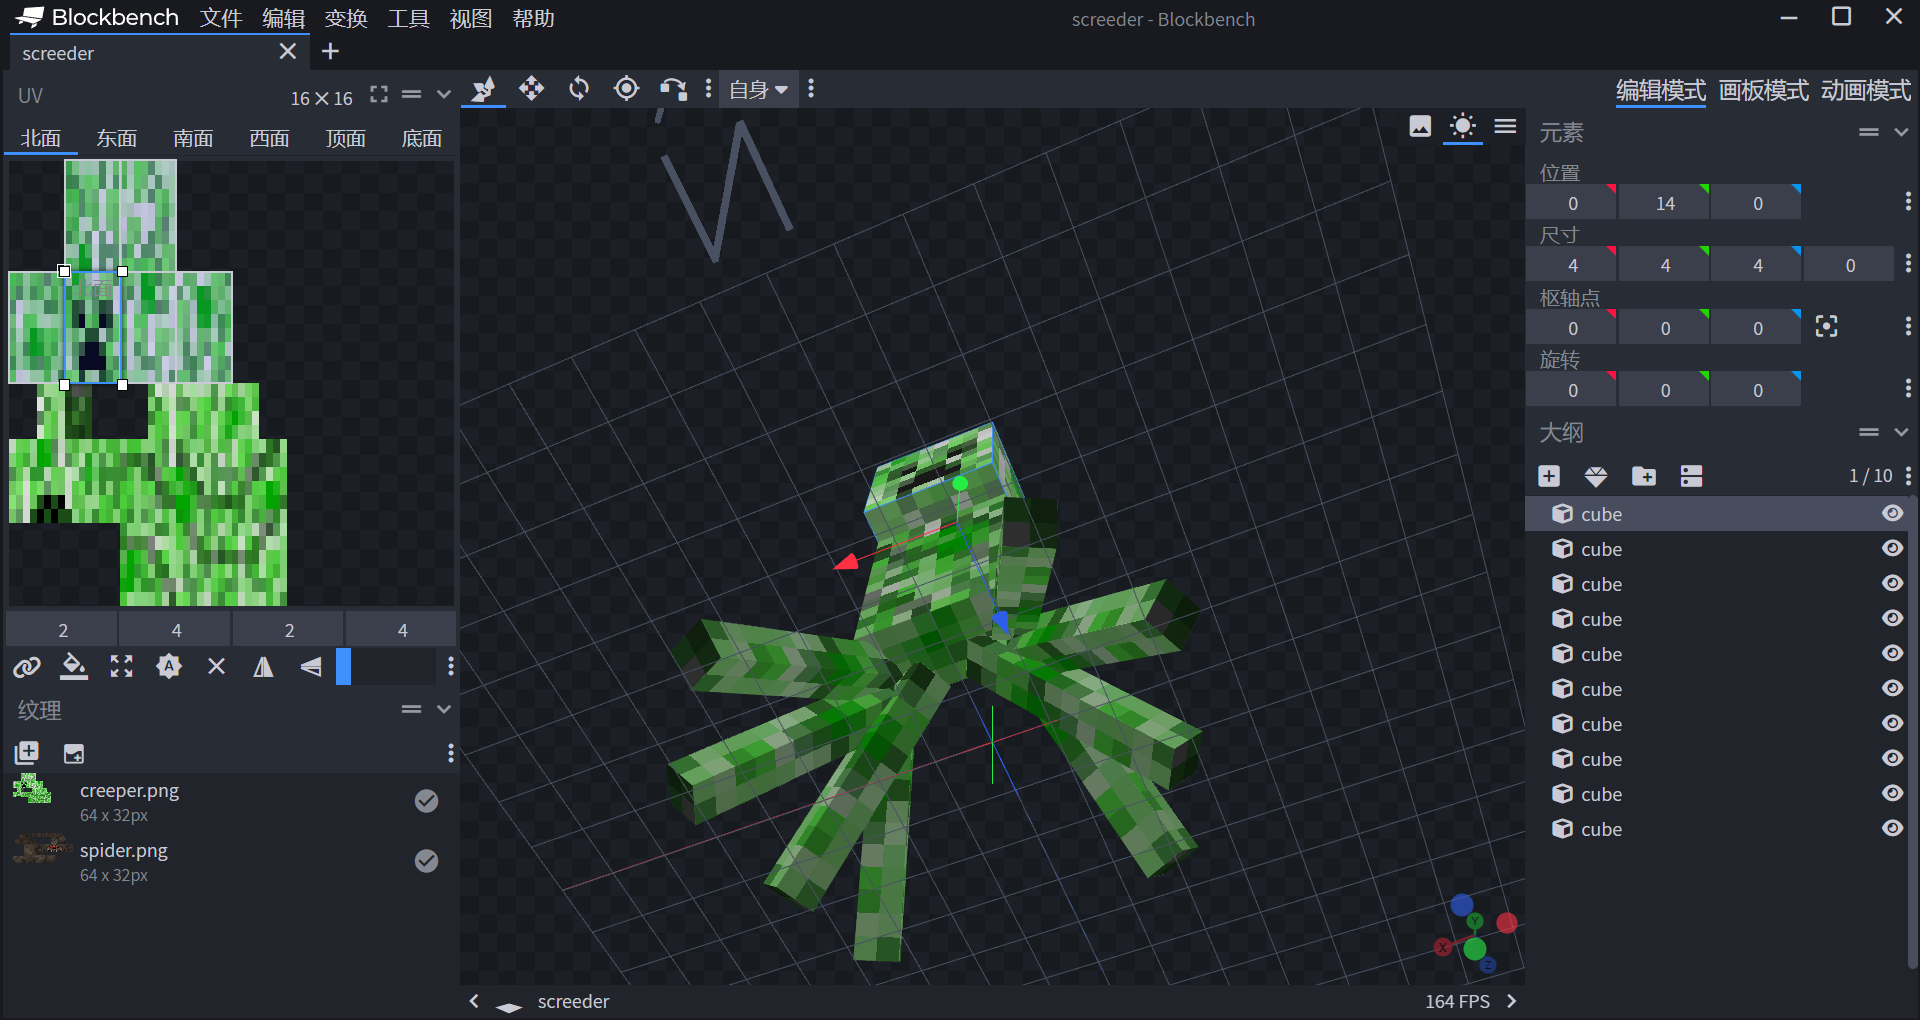 Blockbench 文件 编辑 变换 工具 视图 帮助
screeder - Blockbench
screeder
UV
16×16
自身
编辑模式 画板模式 动画模式
北面 东面 南面 西面 顶面 底面
元素
位置
0 14 0
尺寸
4 4 4 0
枢轴点
0 0 0
旋转
0 0 0
大纲
1 / 10
cube
cube
cube
cube
cube
cube
cube
cube
cube
cube
2 4 2 4
纹理
creeper.png
64 x 32px
spider.png
64 x 32px
N
X
Y
Z
screeder
164 FPS